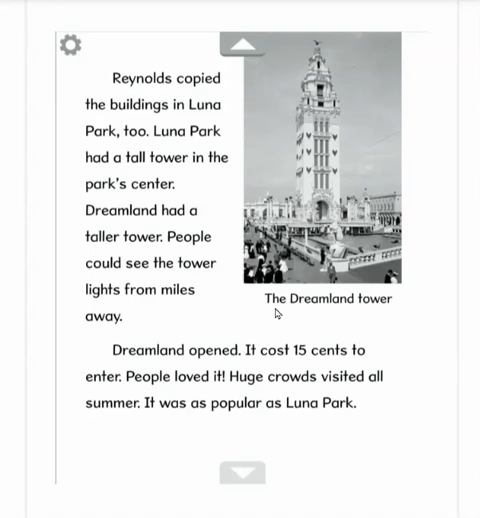 Reynolds copied
the buildings in Luna
Park, too. Luna Park
had a tall tower in the
park's center.
Dreamland had a
taller tower. People
could see the tower
lights from miles
away.
The Dreamland tower
Dreamland opened. It cost 15 cents to
enter. People loved it! Huge crowds visited all
summer. It was as popular as Luna Park.